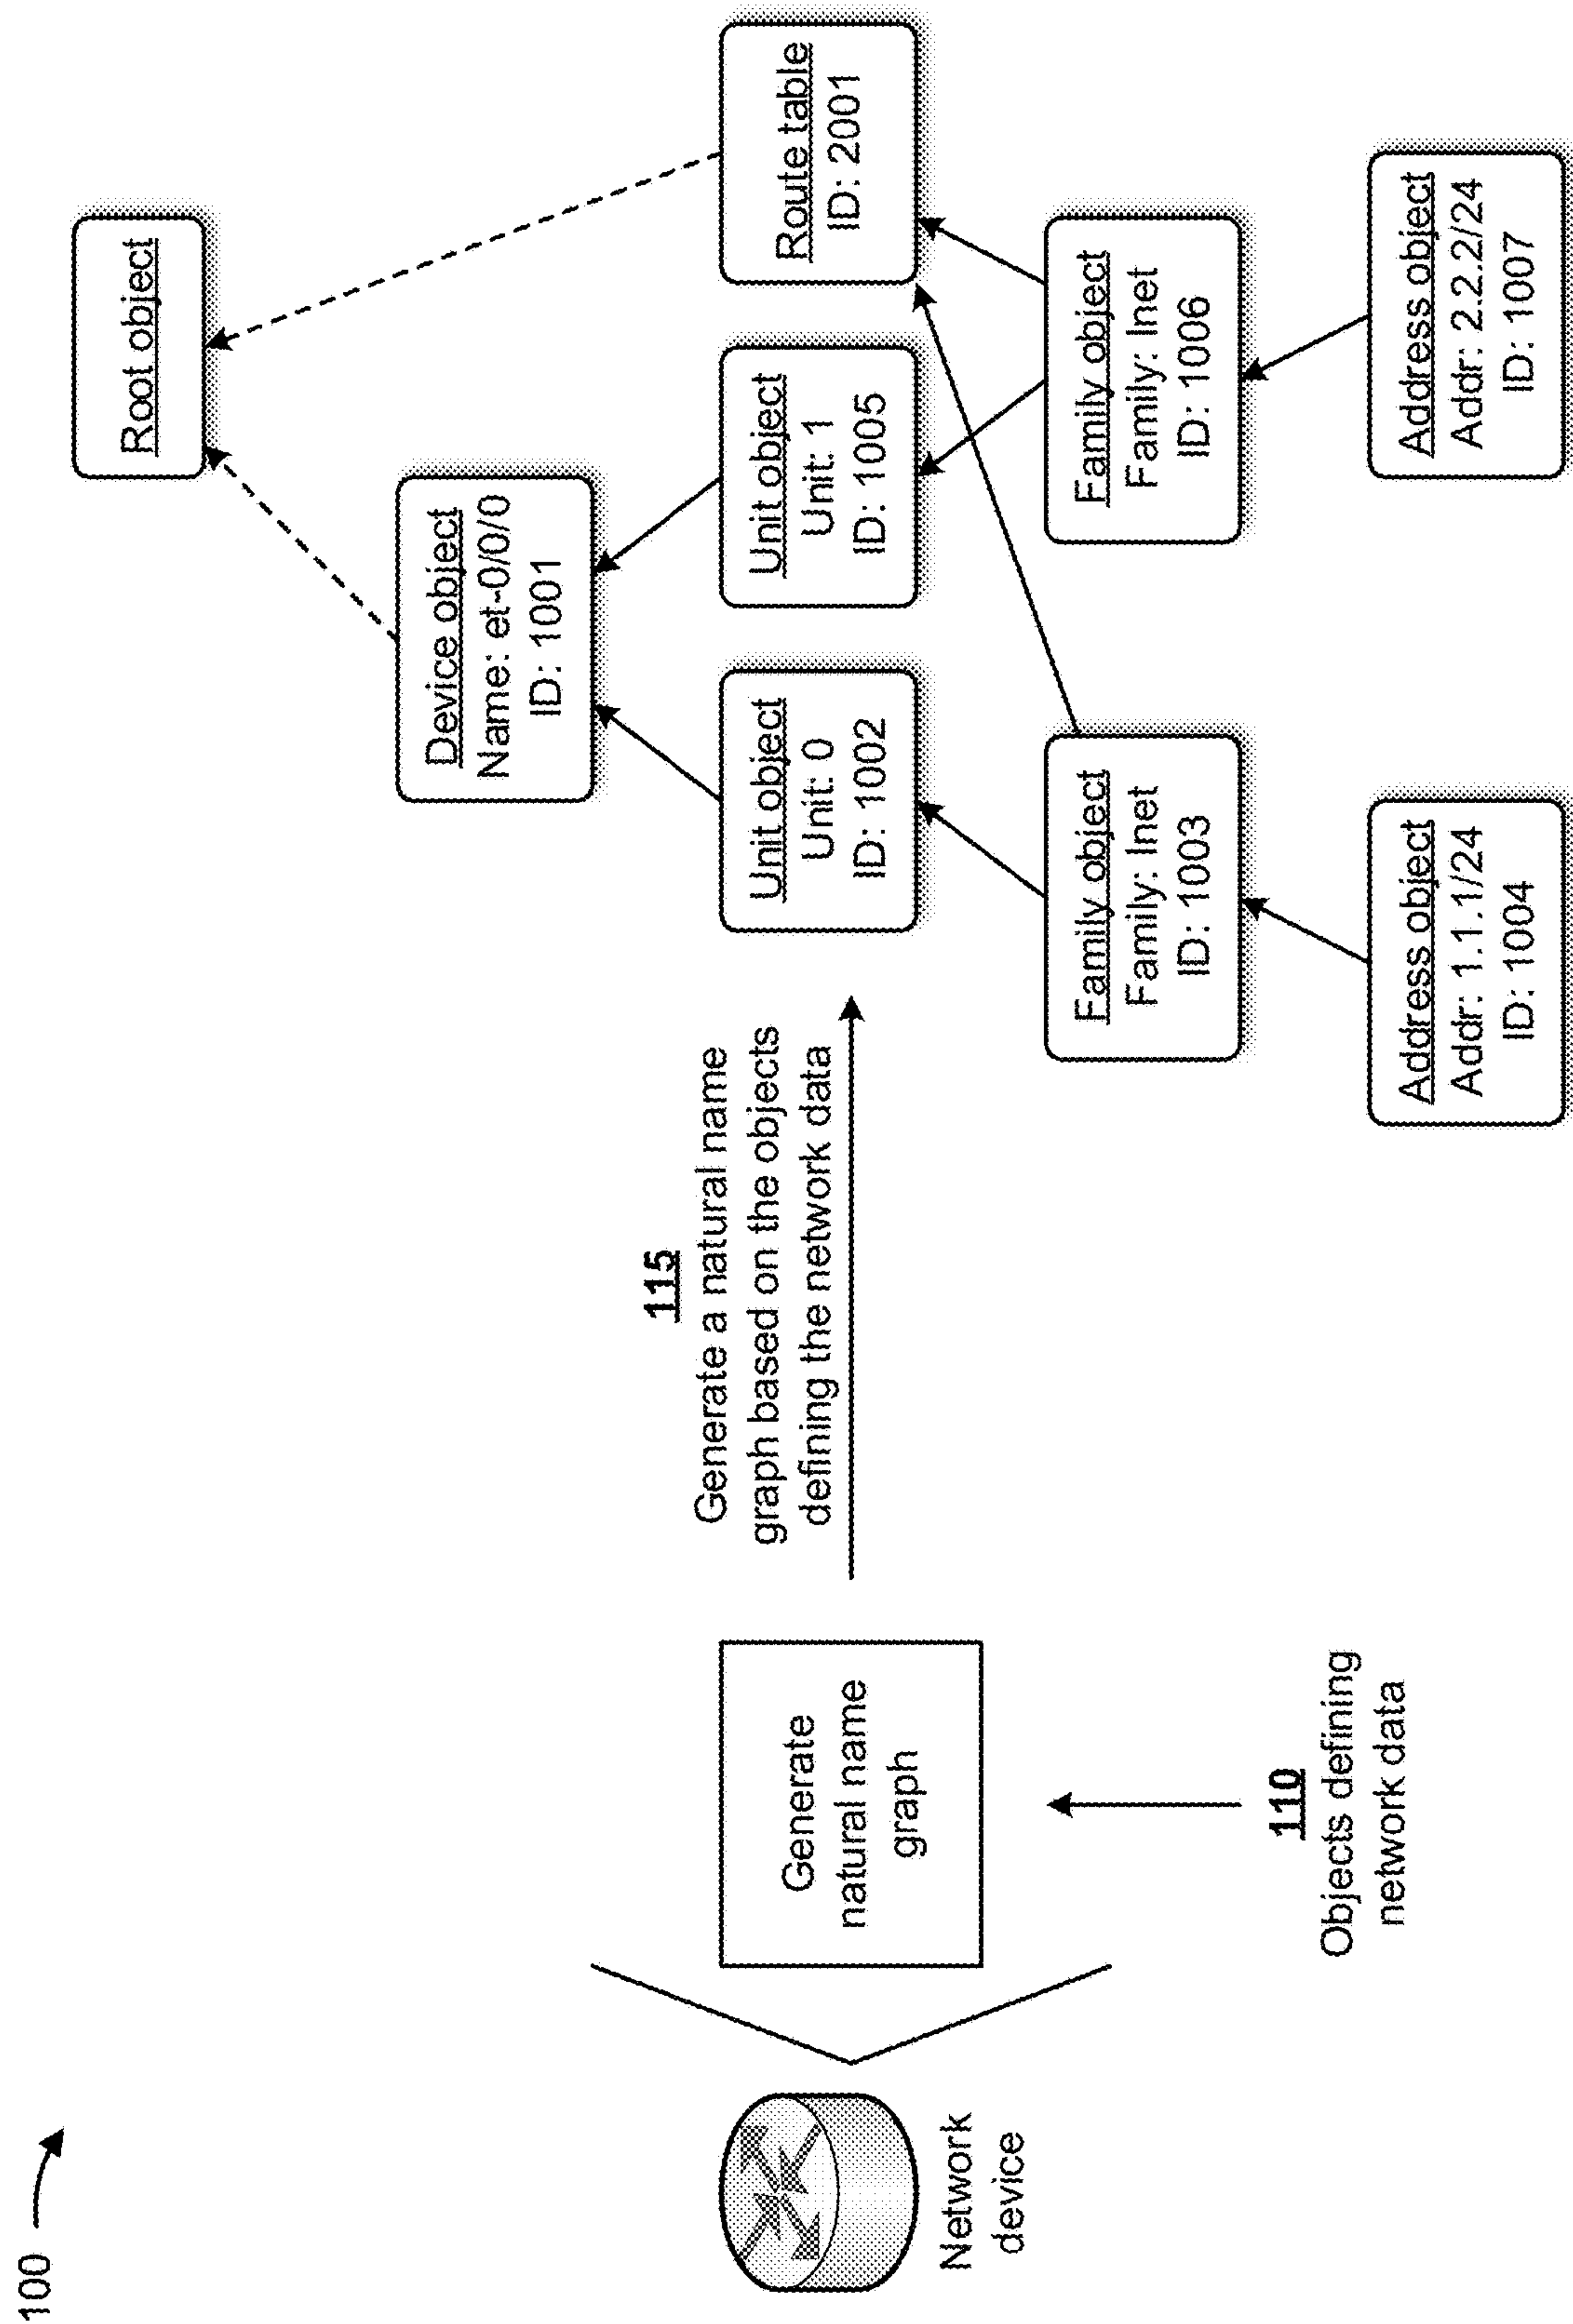 100
Network
device
Generate
natural name
graph
110
Objects defining
network data
115
Generate a natural name
graph based on the objects
defining the network data
Root object
Device object
Name: et-0/0/0
ID: 1001
Unit object
Unit: 0
ID: 1002
Unit object
Unit: 1
ID: 1005
Route table
ID: 2001
Family object
Family: Inet
ID: 1003
Family object
Family: Inet
ID: 1006
Address object
Addr: 1.1.1/24
ID: 1004
Address object
Addr: 2.2.2/24
ID: 1007